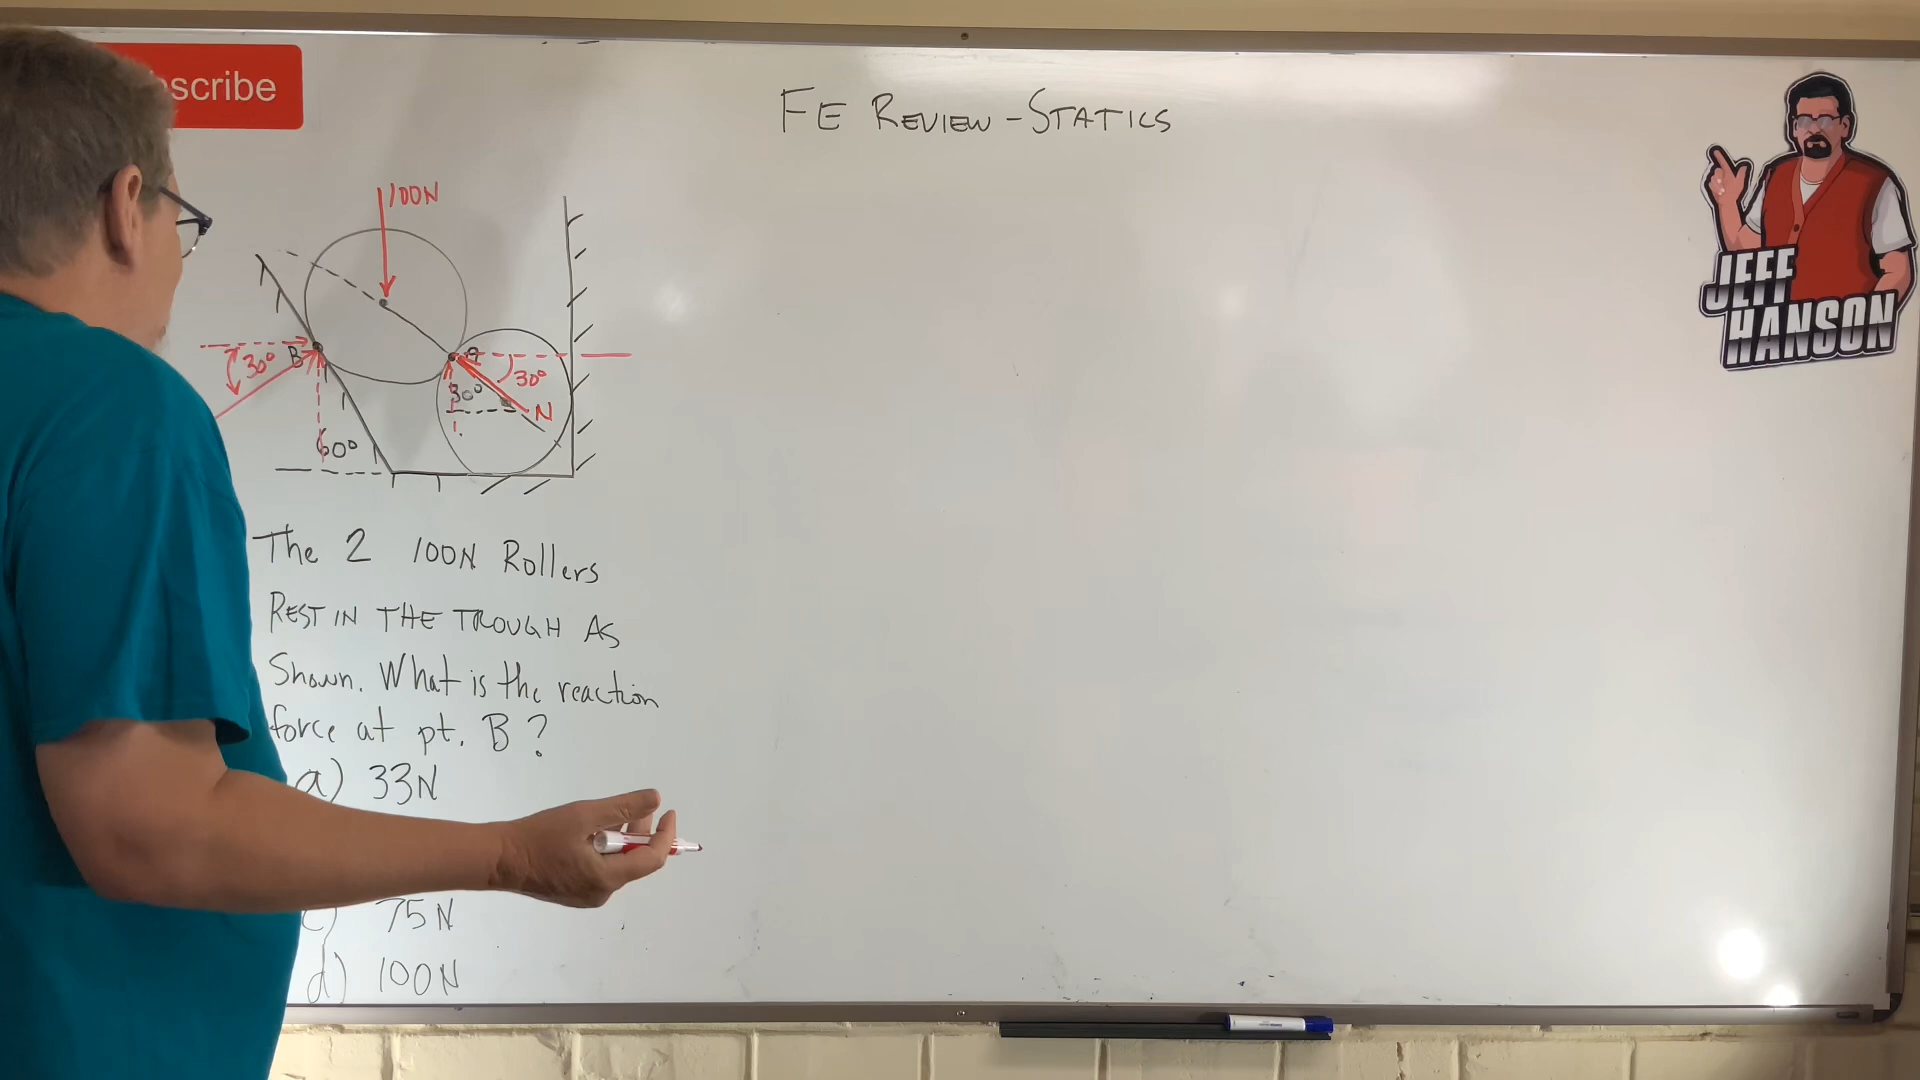 scribe
FE REVIEW-STATICS
100N
B
30°
A
30°
30°
N
60°
The 2 100N Rollers
REST IN THE TROUGH AS
Shown. What is the reaction
force at pt. B?
a) 33N
c) 75N
d) 100N
JEFF
HANSON